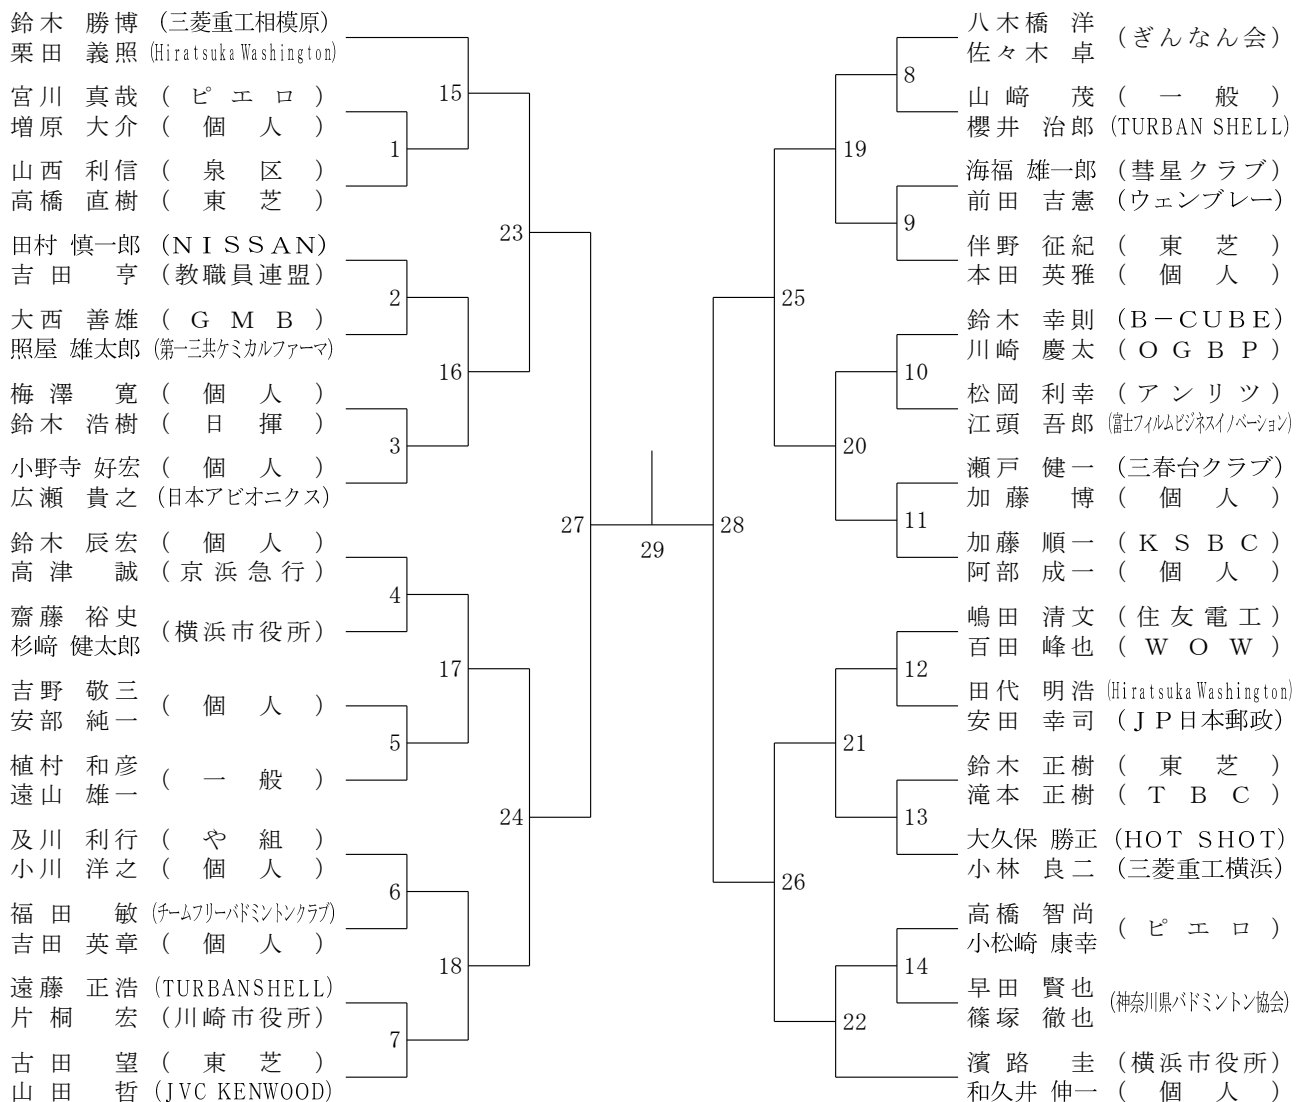 鈴木 勝博 (三菱重工相模原)
栗田 義照 (Hiratsuka Washington)
宮川 真哉 (ピエロ)
増原 大介 (個人)
山西 利信 (泉区)
高橋 直樹 (東芝)
田村 慎一郎 (NISSAN)
吉田 亨 (教職員連盟)
大西 善雄 (GMB)
照屋 雄太郎 (第一三共ケミカルファーマ)
梅澤 寛 (個人)
鈴木 浩樹 (日揮)
小野寺 好宏 (個人)
広瀬 貴之 (日本アビオニクス)
鈴木 辰宏 (個人)
高津 誠 (京浜急行)
齋藤 裕史
杉﨑 健太郎
(横浜市役所)
吉野 敬三
安部 純一
(個人)
植村 和彦
遠山 雄一
(一般)
及川 利行 (や組)
小川 洋之 (個人)
福田 敏 (チームフリーバドミントンクラブ)
吉田 英章 (個人)
遠藤 正浩 (TURBANSHELL)
片桐 宏 (川崎市役所)
古田 望 (東芝)
山田 哲 (JVC KENWOOD)
15
1
23
2
16
3
27
4
17
5
24
6
18
7
29
28
八木橋 洋
佐々木 卓
(ぎんなん会)
山﨑 茂 (一般)
櫻井 治郎 (TURBAN SHELL)
海福 雄一郎 (彗星クラブ)
前田 吉憲 (ウェンブレー)
伴野 征紀 (東芝)
本田 英雅 (個人)
鈴木 幸則 (B－CUBE)
川崎 慶太 (OGBP)
松岡 利幸 (アンリツ)
江頭 吾郎 (富士フィルムビジネスイノベーション)
瀬戸 健一 (三春台クラブ)
加藤 博 (個人)
加藤 順一 (KSBC)
阿部 成一 (個人)
嶋田 清文 (住友電工)
百田 峰也 (WOW)
田代 明浩 (Hiratsuka Washington)
安田 幸司 (JP日本郵政)
鈴木 正樹 (東芝)
滝本 正樹 (TBC)
大久保 勝正 (HOT SHOT)
小林 良二 (三菱重工横浜)
高橋 智尚
小松崎 康幸
(ピエロ)
早田 賢也
篠塚 徹也
(神奈川県バドミントン協会)
濱路 圭 (横浜市役所)
和久井 伸一 (個人)
8
19
9
25
10
20
11
12
21
13
26
14
22